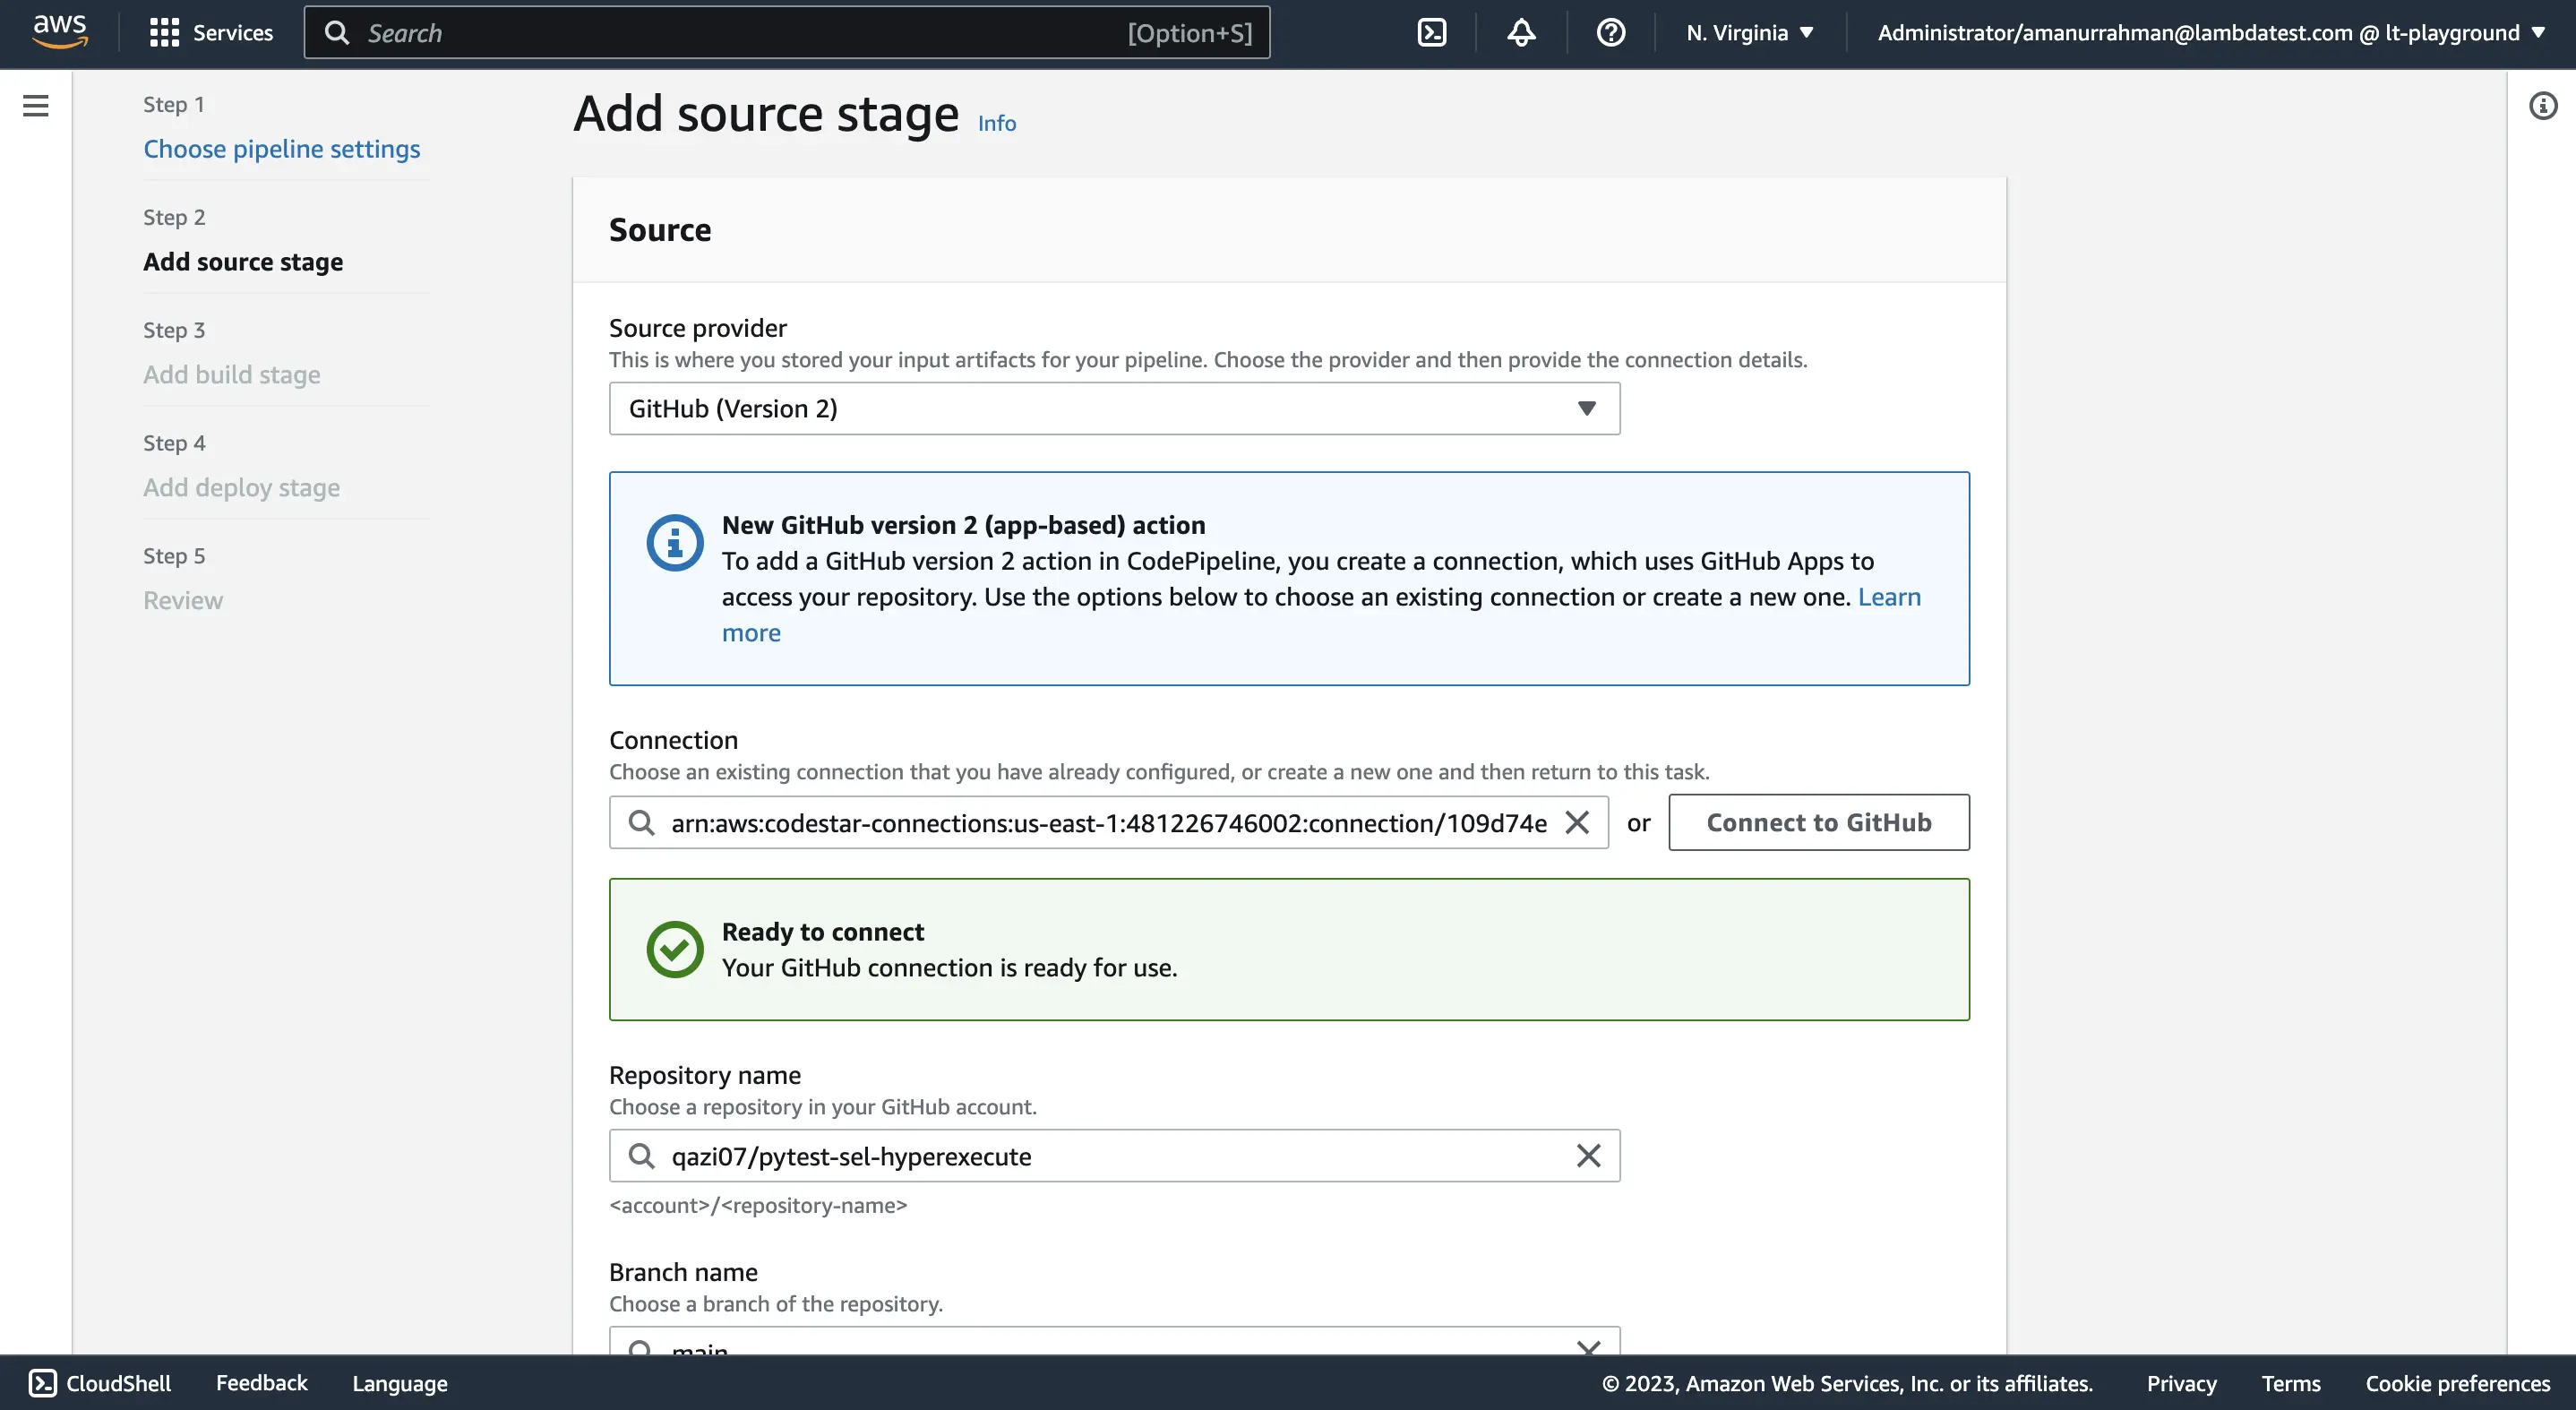 aws
Services
Search
[Option+S]
N. Virginia
Administrator/amanurrahman@lambdatest.com @ lt-playground
Step 1
Choose pipeline settings
Step 2
Add source stage
Step 3
Add build stage
Step 4
Add deploy stage
Step 5
Review
Add source stage
Info
Source
Source provider
This is where you stored your input artifacts for your pipeline. Choose the provider and then provide the connection details.
GitHub (Version 2)
New GitHub version 2 (app-based) action
To add a GitHub version 2 action in CodePipeline, you create a connection, which uses GitHub Apps to
access your repository. Use the options below to choose an existing connection or create a new one. Learn
more
Connection
Choose an existing connection that you have already configured, or create a new one and then return to this task.
arn:aws:codestar-connections:us-east-1:481226746002:connection/109d74e
or
Connect to GitHub
Ready to connect
Your GitHub connection is ready for use.
Repository name
Choose a repository in your GitHub account.
qazi07/pytest-sel-hyperexecute
<account>/<repository-name>
Branch name
Choose a branch of the repository.
main
CloudShell
Feedback
Language
© 2023, Amazon Web Services, Inc. or its affiliates.
Privacy
Terms
Cookie preferences